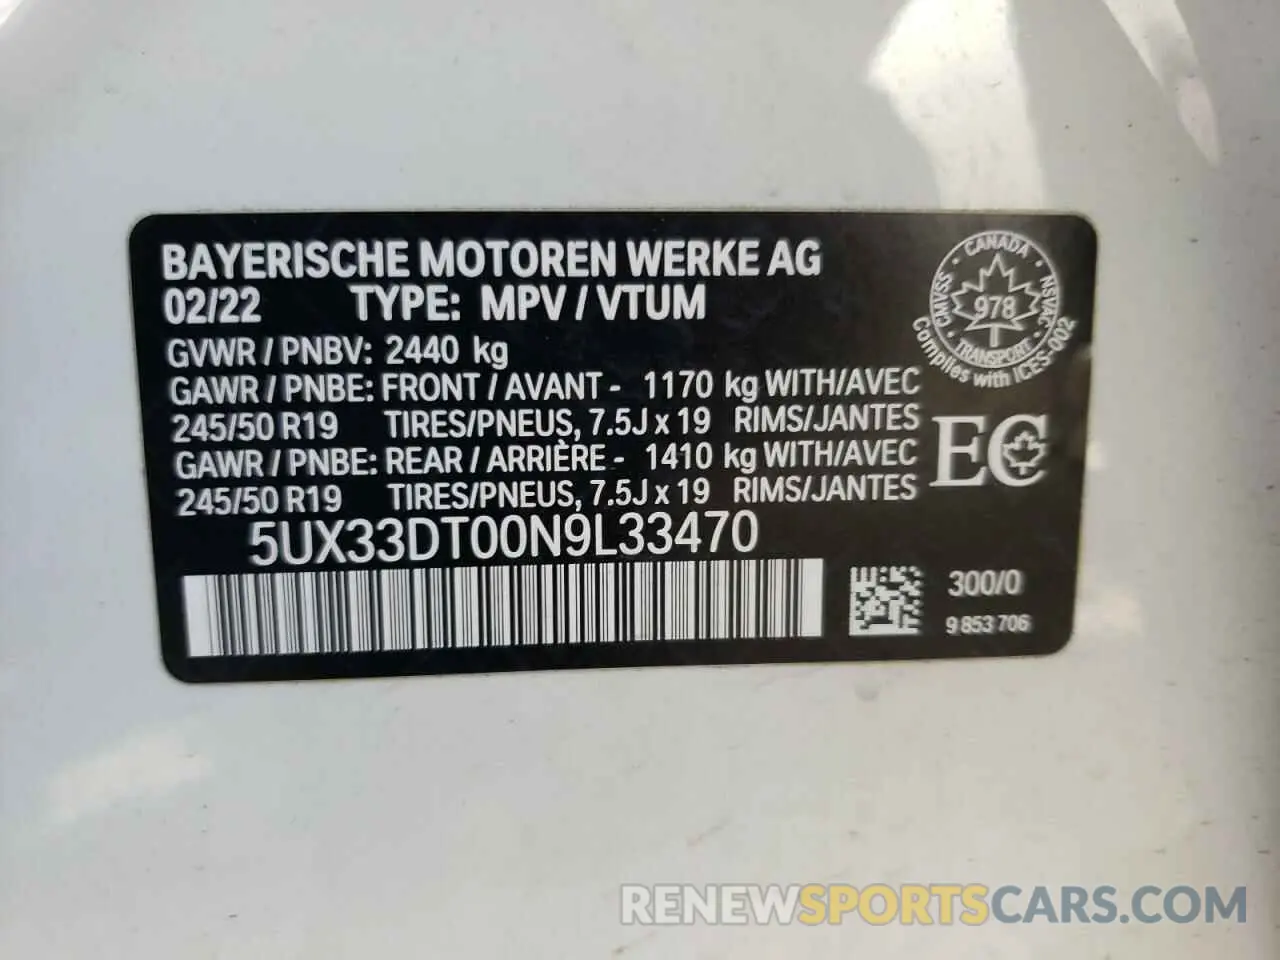 BAYERISCHE MOTOREN WERKE AG
02/22 TYPE: MPV / VTUM
GVWR / PNBV: 2440 kg
GAWR / PNBE: FRONT / AVANT - 1170 kg WITH/AVEC
245/50 R19 TIRES/PNEUS, 7.5J x 19 RIMS/JANTES
GAWR / PNBE: REAR / ARRIÈRE - 1410 kg WITH/AVEC
245/50 R19 TIRES/PNEUS, 7.5J x 19 RIMS/JANTES
5UX33DT00N9L33470
CANADA
CMVSS
NSVAC
978
TRANSPORT
Complies with ICES-002
EC
300/0
9 853 706
RENEWSPORTSCARS.COM